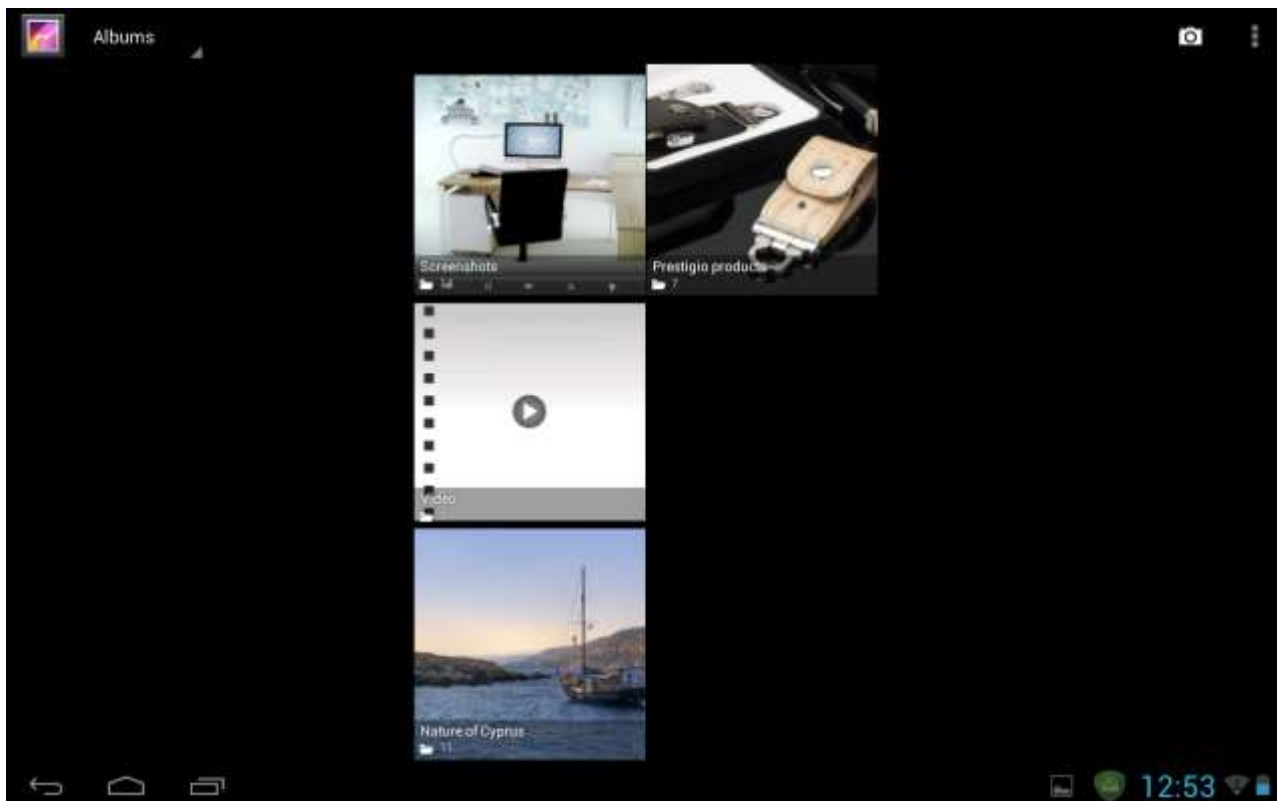 Albums
Screenshots
Prestigio products
7
Video
Nature of Cyprus
11
12:53